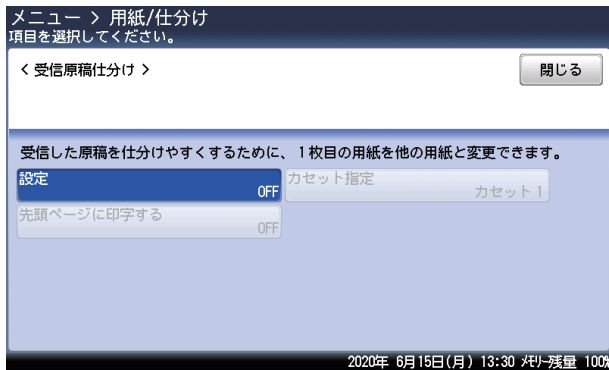 メニュー > 用紙/仕分け
項目を選択してください。
< 受信原稿仕分け >
閉じる
受信した原稿を仕分けやすくするために、1枚目の用紙を他の用紙と変更できます。
設定
OFF
カセット指定
カセット1
先頭ページに印字する
OFF
2020年 6月15日(月) 13:30 ﾒﾓﾘｰ残量 100%